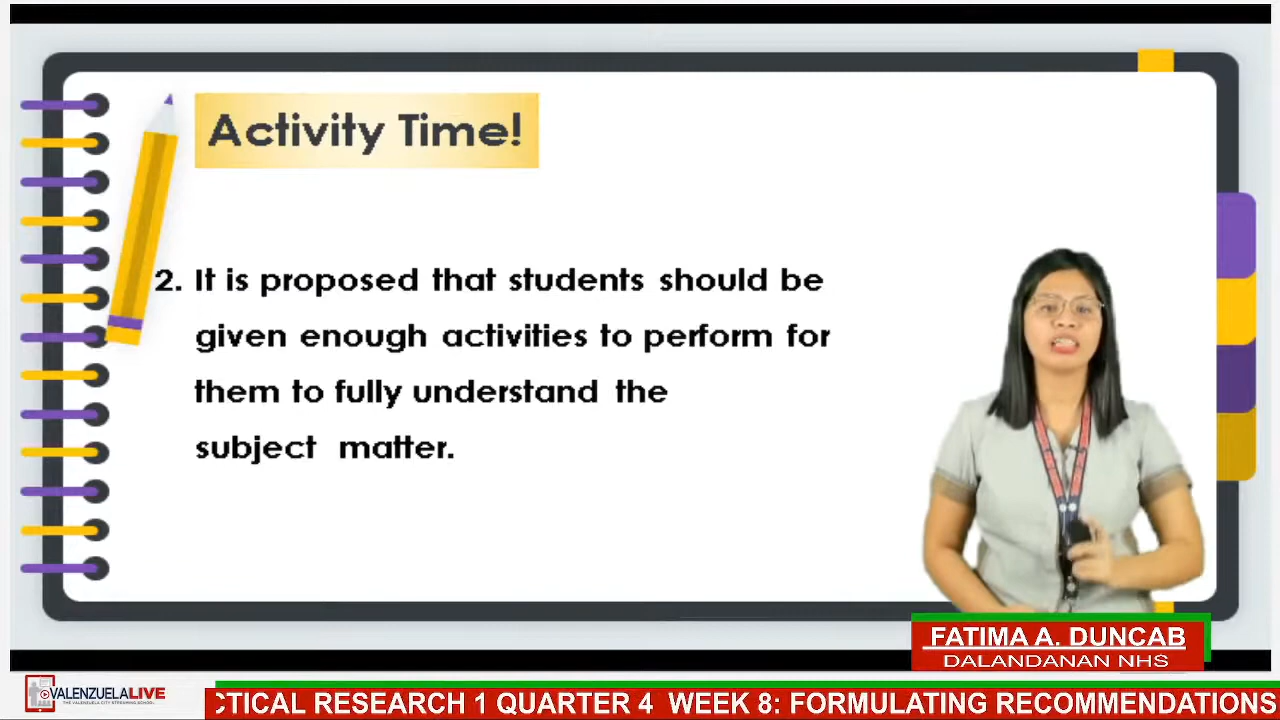 Activity Time!
2. It is proposed that students should be
given enough activities to perform for
them to fully understand the
subject matter.
FATIMA A. DUNCAB
DALANDANAN NHS
VALENZUELALIVE
THE VALENZUELA CITY STREAMING SCHOOL
CTICAL RESEARCH 1 QUARTER 4 WEEK 8: FORMULATING RECOMMENDATIONS